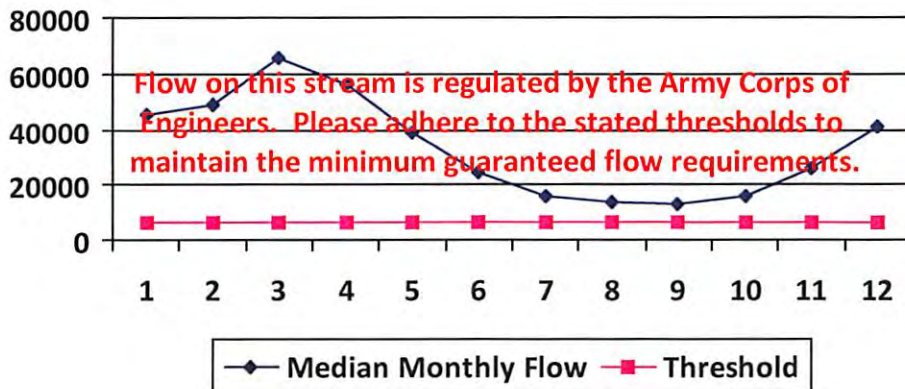 80000
60000
40000
20000
0
Flow on this stream is regulated by the Army Corps of
Engineers. Please adhere to the stated thresholds to
maintain the minimum guaranteed flow requirements.
1 2 3 4 5 6 7 8 9 10 11 12
Median Monthly Flow Threshold